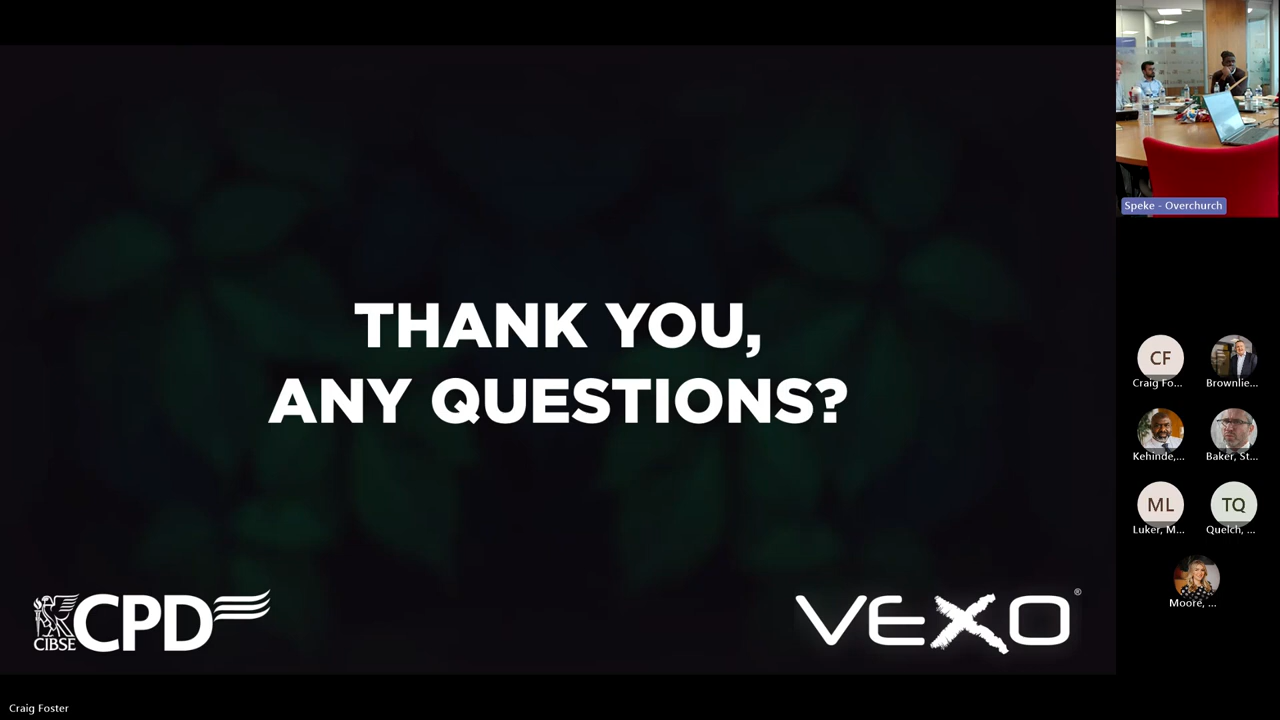 THANK YOU,
ANY QUESTIONS?
CIBSE
CPD
VEXO®
Craig Foster
Speke - Overchurch
CF
Craig Fo...
Brownlie...
Kehinde,...
Baker, St...
ML
Luker, M...
TQ
Quelch, ...
Moore, ...